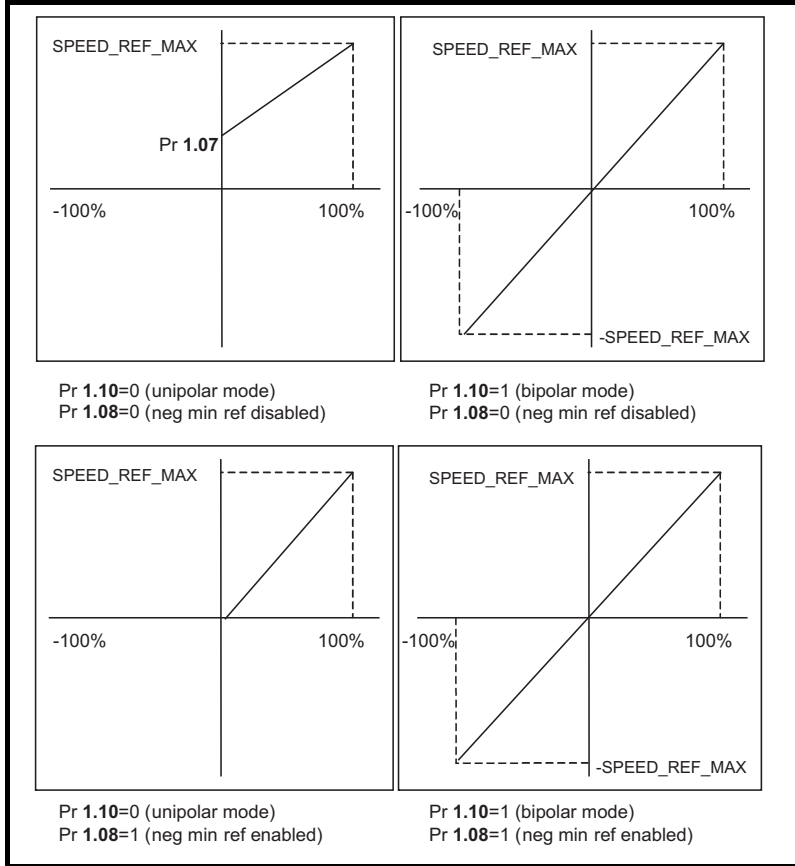 SPEED_REF_MAX
Pr 1.07
-100%
100%
Pr 1.10=0 (unipolar mode)
Pr 1.08=0 (neg min ref disabled)
SPEED_REF_MAX
-100%
100%
-SPEED_REF_MAX
Pr 1.10=1 (bipolar mode)
Pr 1.08=0 (neg min ref disabled)
SPEED_REF_MAX
-100%
100%
Pr 1.10=0 (unipolar mode)
Pr 1.08=1 (neg min ref enabled)
SPEED_REF_MAX
-100%
100%
-SPEED_REF_MAX
Pr 1.10=1 (bipolar mode)
Pr 1.08=1 (neg min ref enabled)